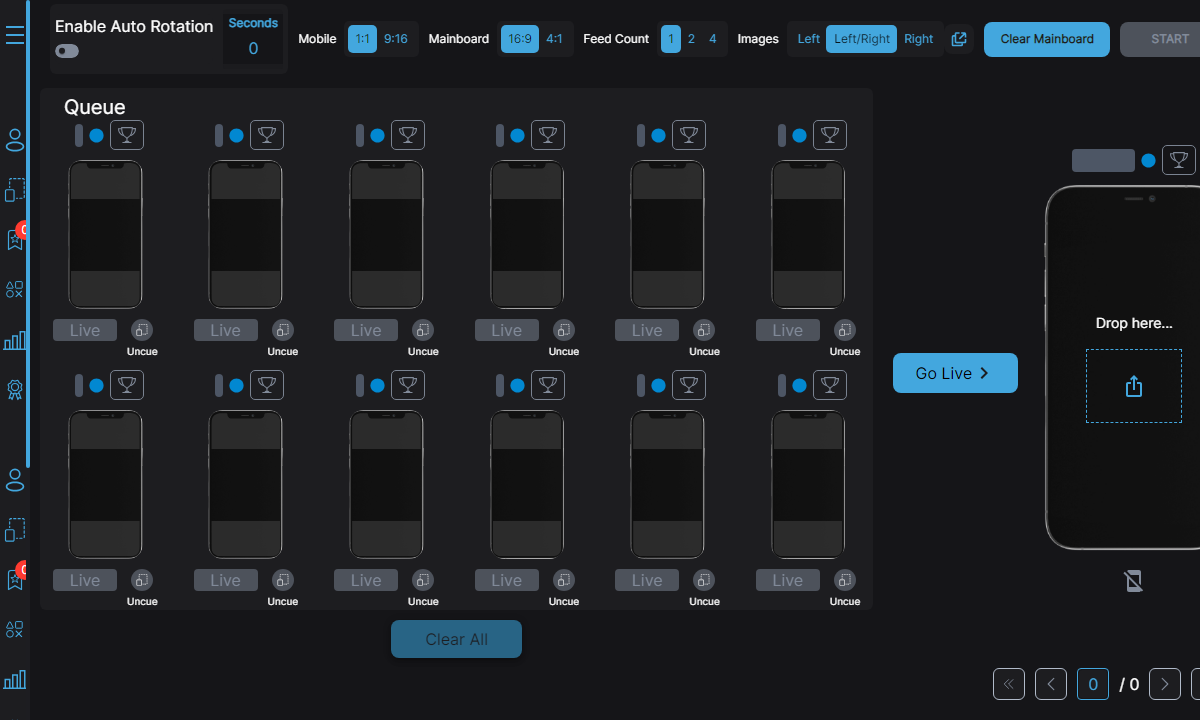 Enable Auto Rotation
Seconds
0
Mobile 1:1 9:16 Mainboard 16:9 4:1 Feed Count 1 2 4 Images Left Left/Right Right Clear Mainboard START
Queue
Live Live Live Live Live Live
Uncue Uncue Uncue Uncue Uncue Uncue
Go Live
Drop here...
Live Live Live Live Live Live
Uncue Uncue Uncue Uncue Uncue Uncue
Clear All
0 / 0